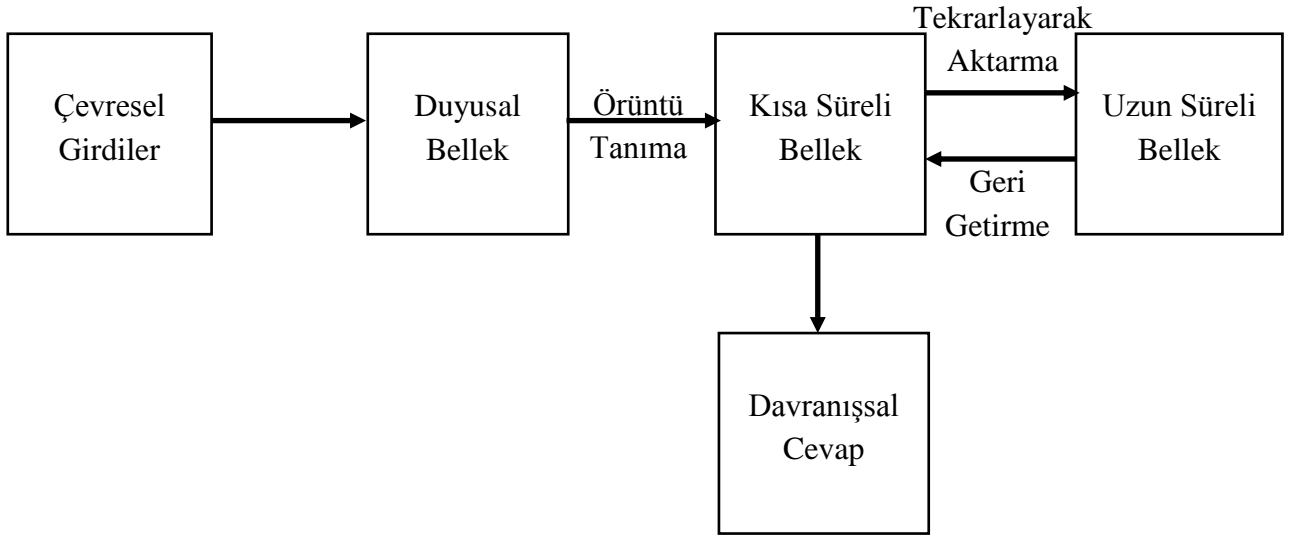 Çevresel
Girdiler
Duyusal
Bellek
Örüntü
Tanıma
Kısa Süreli
Bellek
Tekrarlayarak
Aktarma
Geri
Getirme
Uzun Süreli
Bellek
Davranışsal
Cevap